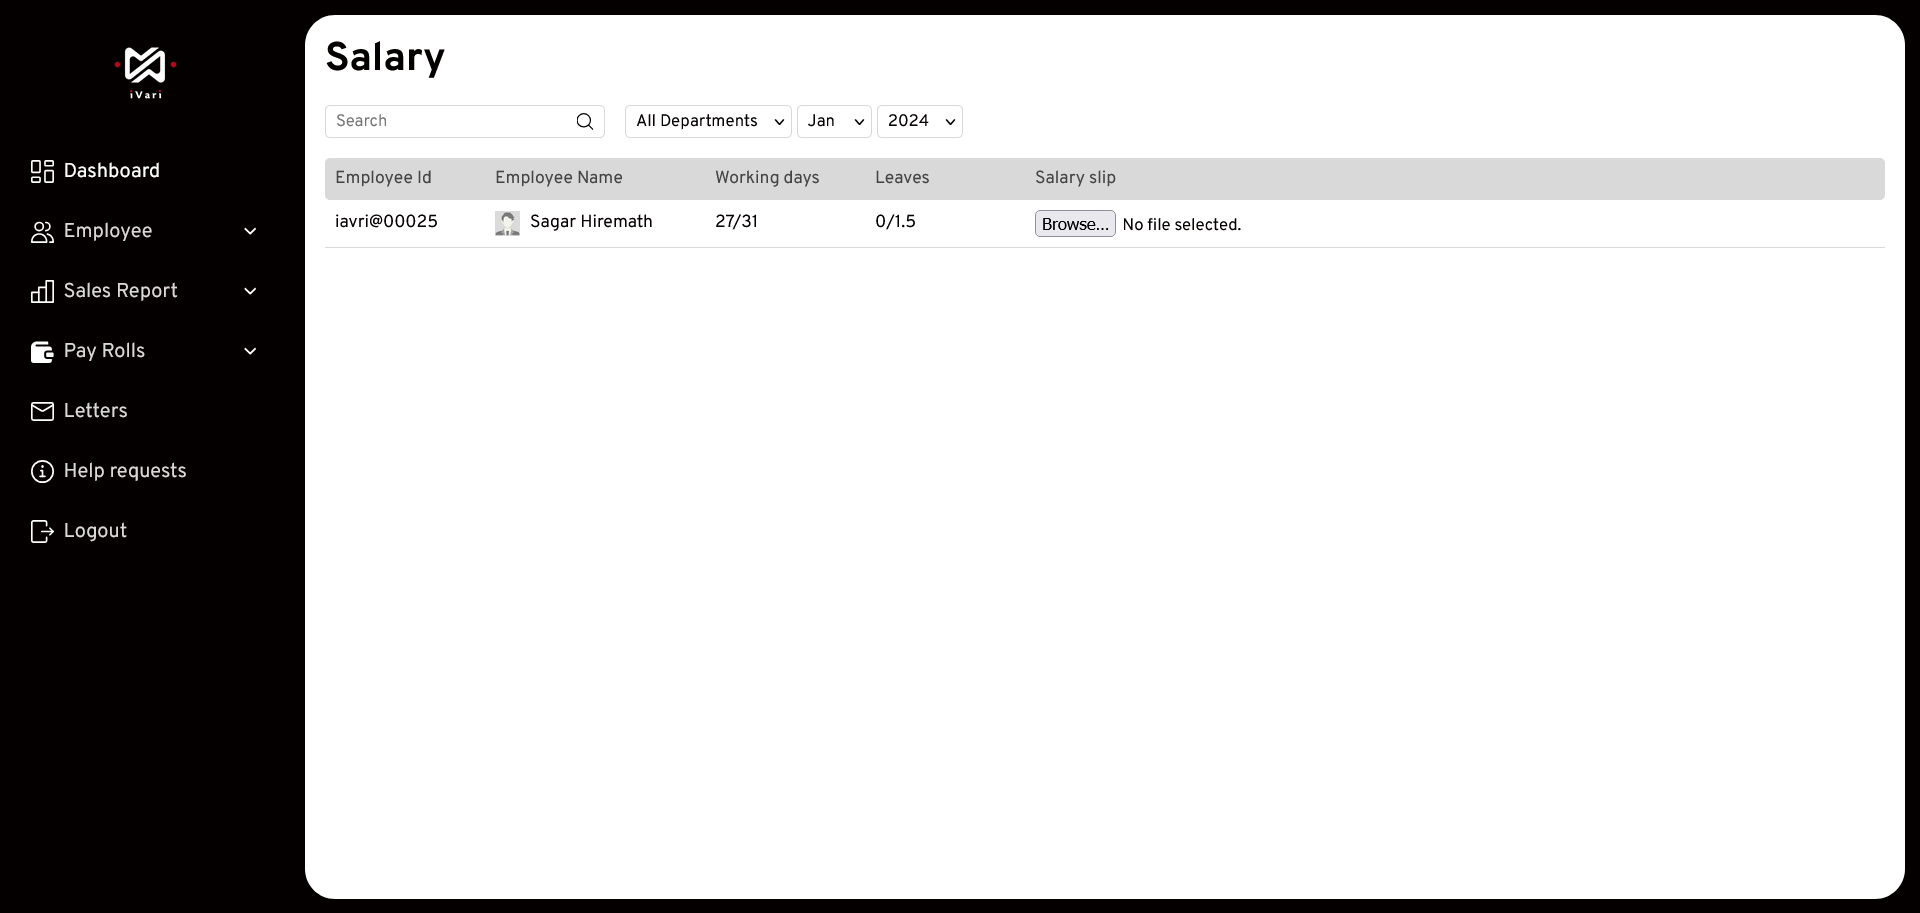 iVari
Dashboard
Employee
Sales Report
Pay Rolls
Letters
Help requests
Logout
Salary
Search
All Departments
Jan
2024
Employee Id Employee Name Working days Leaves Salary slip
iavri@00025 Sagar Hiremath 27/31 0/1.5 Browse... No file selected.